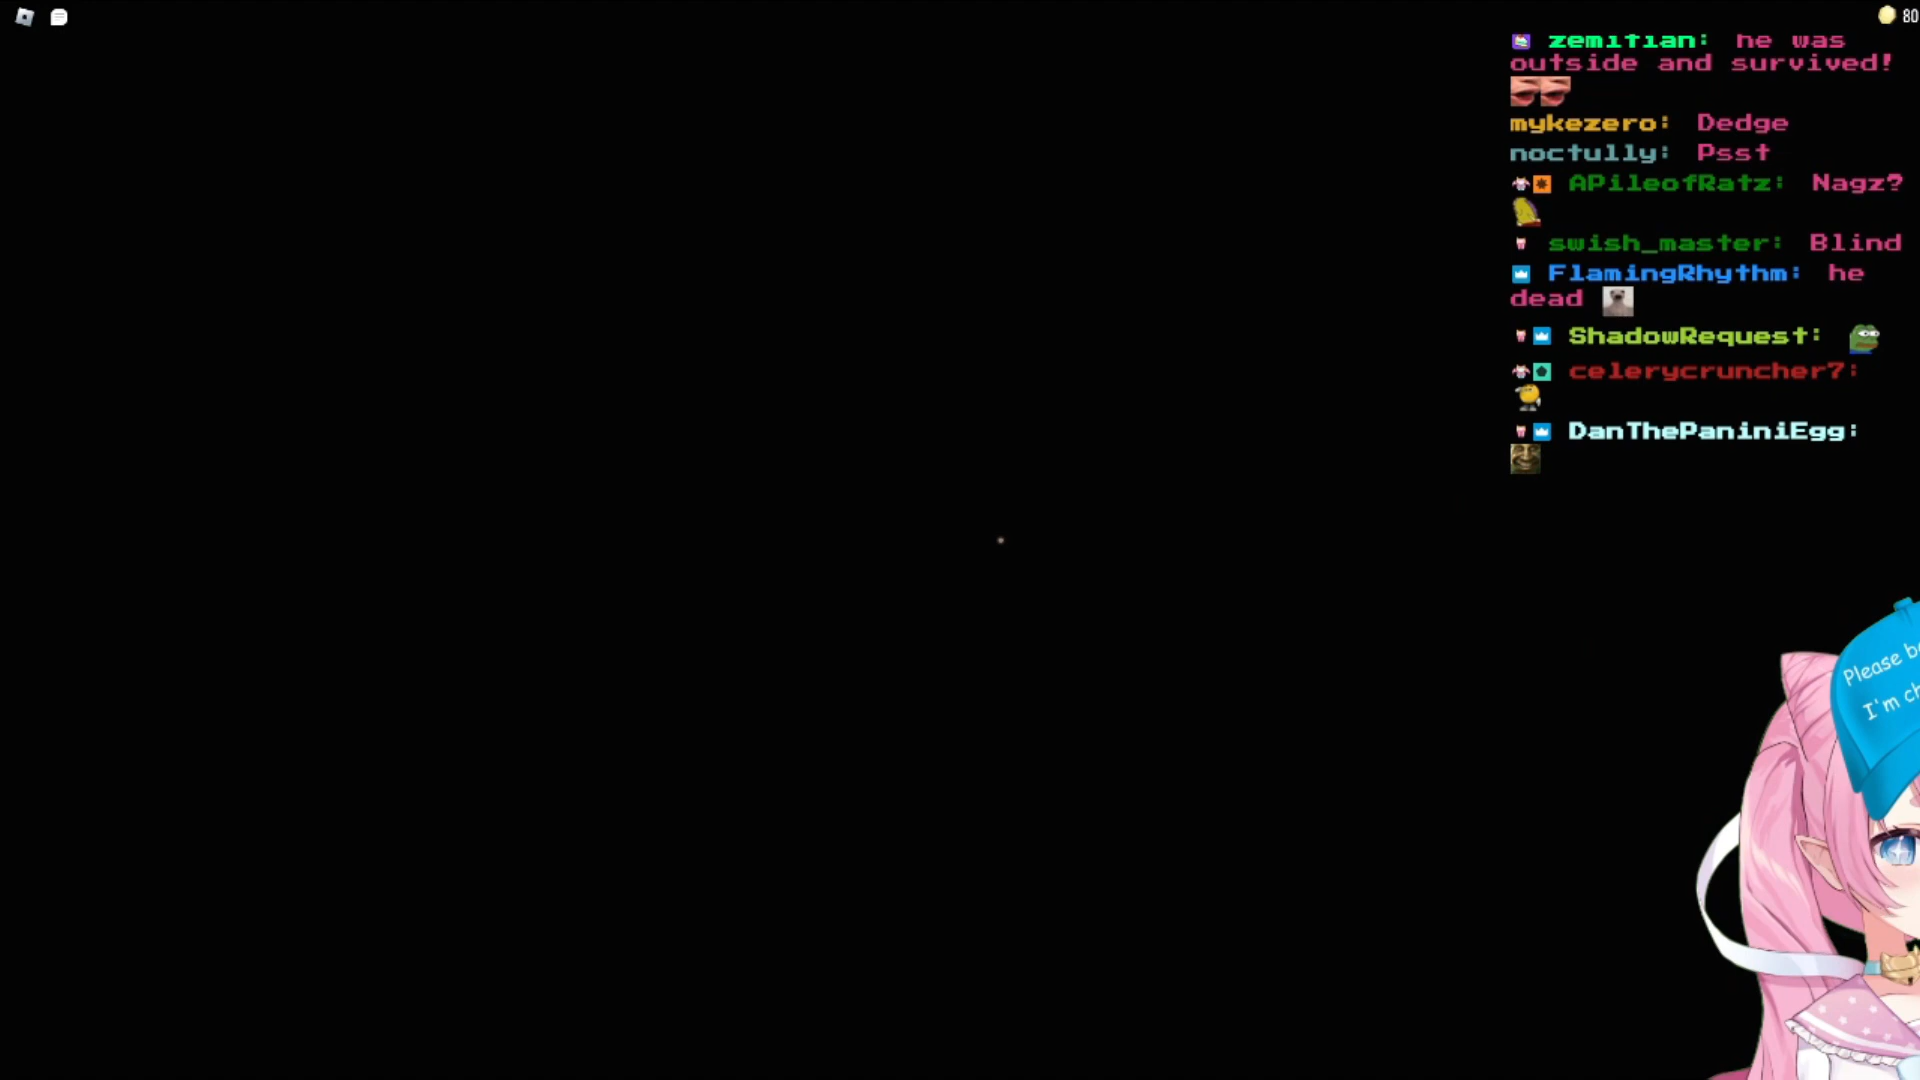 80
zemitian: he was
outside and survived!
mykezero: Dedge
noctully: Psst
APileofRatz: Nagz?
swish_master: Blind
FlamingRhythm: he
dead
ShadowRequest:
celerycruncher7:
DanThePaniniEgg:
Please
I'm